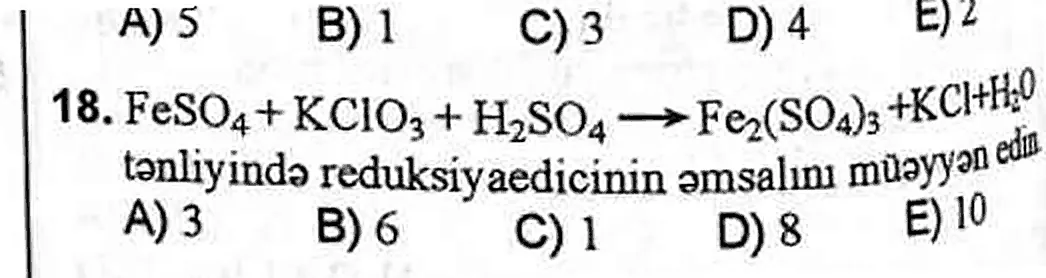 A) 5 B) 1 C) 3 D) 4 E) 2
18. FeSO₄ + KClO₃ + H₂SO₄ ⟶ Fe₂(SO₄)₃ +KCl+H₂O
tənliyində reduksiyaedicinin əmsalını müəyyən edin
A) 3 B) 6 C) 1 D) 8 E) 10